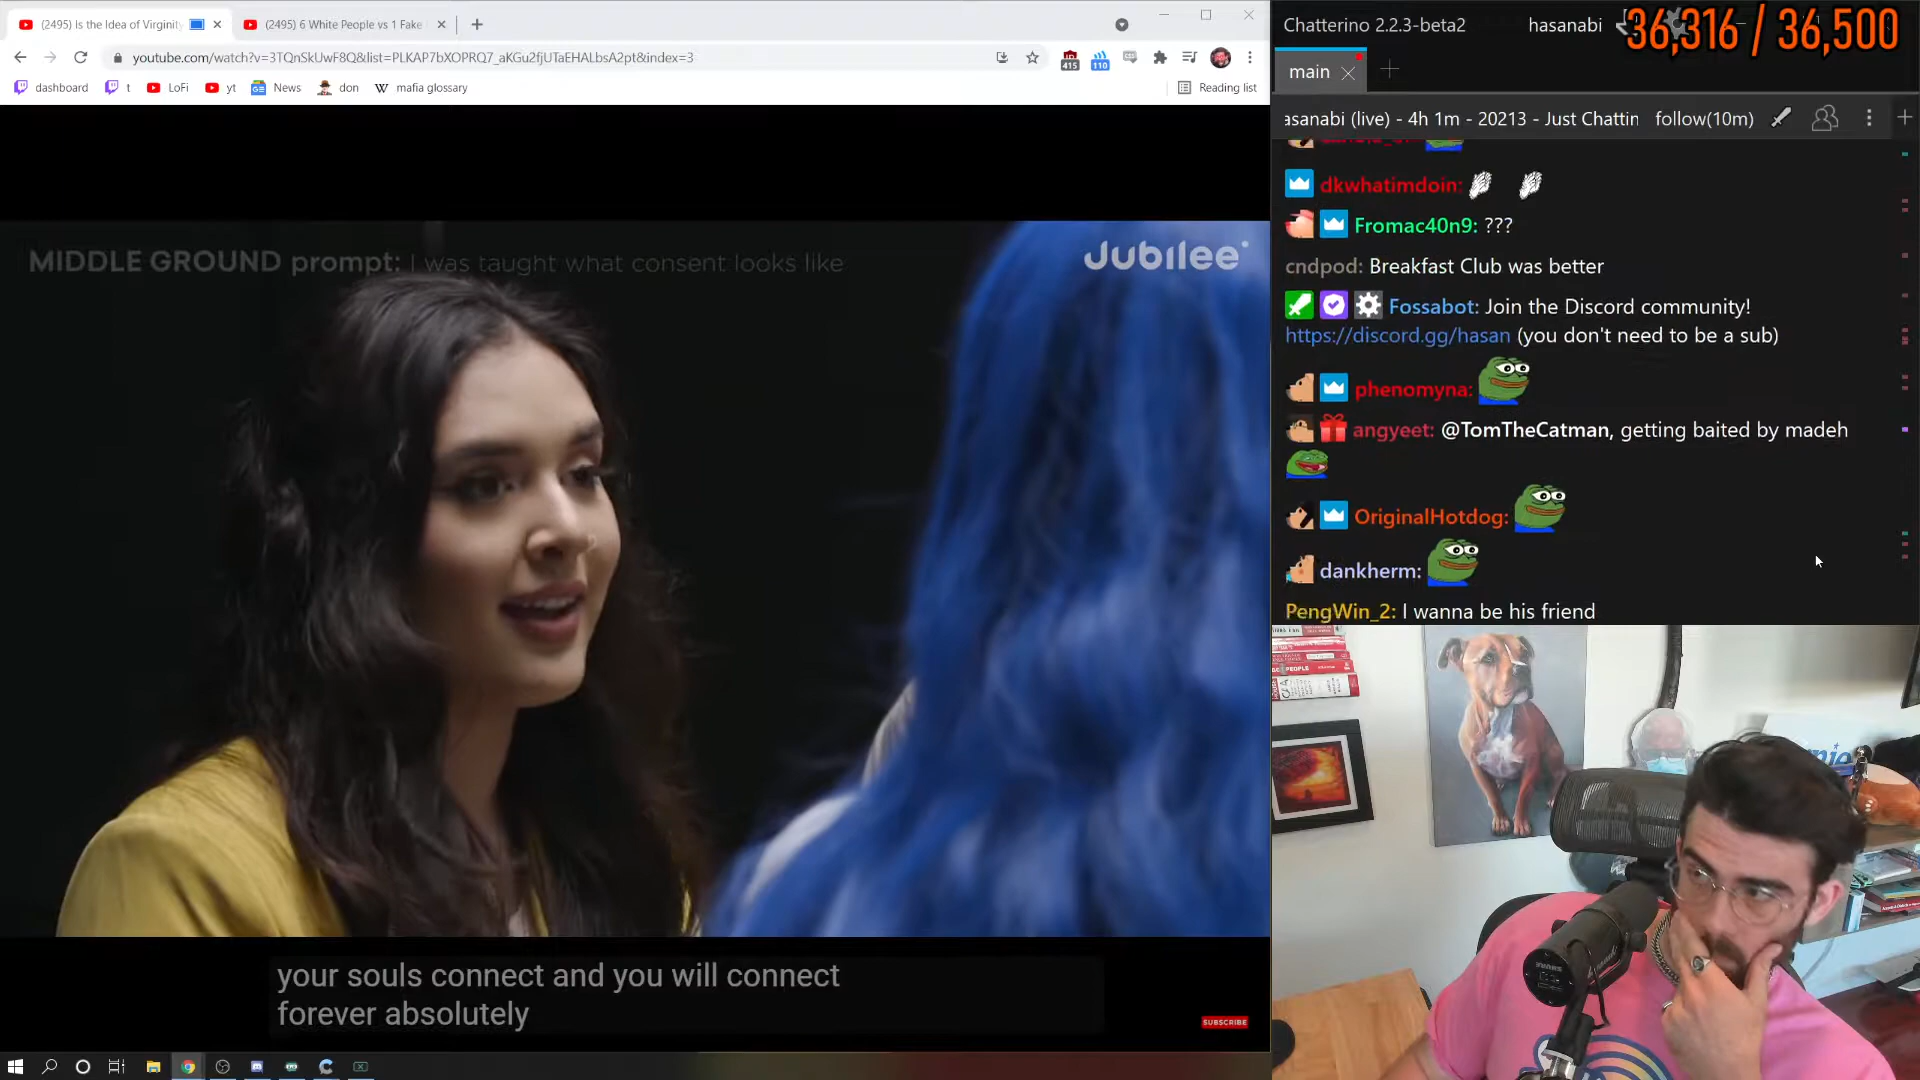 (2495) Is the Idea of Virginity
(2495) 6 White People vs 1 Fake
youtube.com/watch?v=3TQnSkUwF8Q&list=PLKAP7bXOPRQ7_aKGu2fjUTaEHALbsA2pt&index=3
415
110
dashboard
t
LoFi
yt
News
don
mafia glossary
Reading list
MIDDLE GROUND prompt: I was taught what consent looks like
Jubilee
your souls connect and you will connect
forever absolutely
SUBSCRIBE
Chatterino 2.2.3-beta2
hasanabi
36,316 / 36,500
main
asanabi (live) - 4h 1m - 20213 - Just Chattin
follow(10m)
dkwhatimdoin:
Fromac40n9: ???
cndpod: Breakfast Club was better
Fossabot: Join the Discord community!
https://discord.gg/hasan (you don't need to be a sub)
phenomyna:
angyeet: @TomTheCatman, getting baited by madeh
OriginalHotdog:
dankherm:
PengWin_2: I wanna be his friend